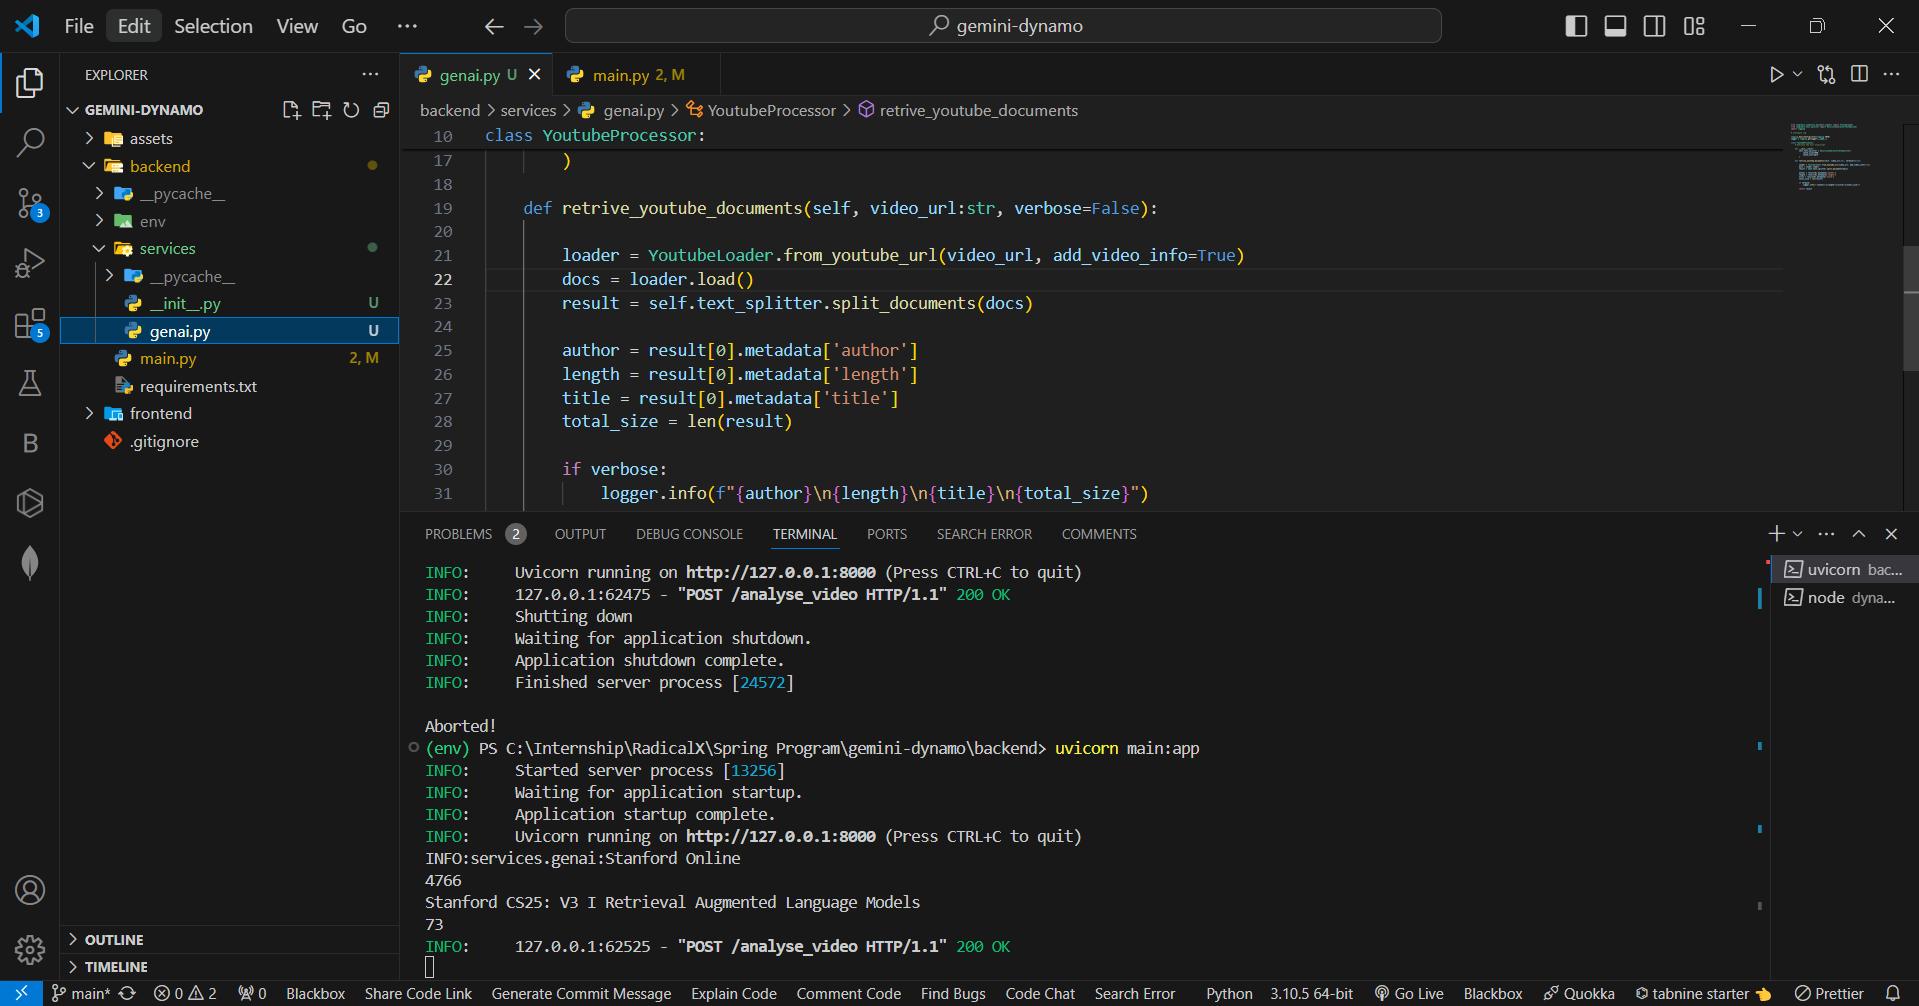 File Edit Selection View Go ··· gemini-dynamo
EXPLORER ···
GEMINI-DYNAMO
assets
backend
__pycache__
env
services
__pycache__
__init__.py U
genai.py U
main.py 2, M
requirements.txt
frontend
.gitignore
OUTLINE
TIMELINE
3
5
B
genai.py U main.py 2, M
backend > services > genai.py > YoutubeProcessor > retrive_youtube_documents
10 class YoutubeProcessor:
17 )
18
19 def retrive_youtube_documents(self, video_url:str, verbose=False):
20
21 loader = YoutubeLoader.from_youtube_url(video_url, add_video_info=True)
22 docs = loader.load()
23 result = self.text_splitter.split_documents(docs)
24
25 author = result[0].metadata['author']
26 length = result[0].metadata['length']
27 title = result[0].metadata['title']
28 total_size = len(result)
29
30 if verbose:
31 logger.info(f"{author}\n{length}\n{title}\n{total_size}")
PROBLEMS 2 OUTPUT DEBUG CONSOLE TERMINAL PORTS SEARCH ERROR COMMENTS
INFO: Uvicorn running on http://127.0.0.1:8000 (Press CTRL+C to quit)
INFO: 127.0.0.1:62475 - "POST /analyse_video HTTP/1.1" 200 OK
INFO: Shutting down
INFO: Waiting for application shutdown.
INFO: Application shutdown complete.
INFO: Finished server process [24572]
Aborted!
(env) PS C:\Internship\RadicalX\Spring Program\gemini-dynamo\backend> uvicorn main:app
INFO: Started server process [13256]
INFO: Waiting for application startup.
INFO: Application startup complete.
INFO: Uvicorn running on http://127.0.0.1:8000 (Press CTRL+C to quit)
INFO:services.genai:Stanford Online
4766
Stanford CS25: V3 I Retrieval Augmented Language Models
73
INFO: 127.0.0.1:62525 - "POST /analyse_video HTTP/1.1" 200 OK
uvicorn bac...
node dyna...
main* 0 2 0 Blackbox Share Code Link Generate Commit Message Explain Code Comment Code Find Bugs Code Chat Search Error Python 3.10.5 64-bit Go Live Blackbox Quokka tabnine starter Prettier